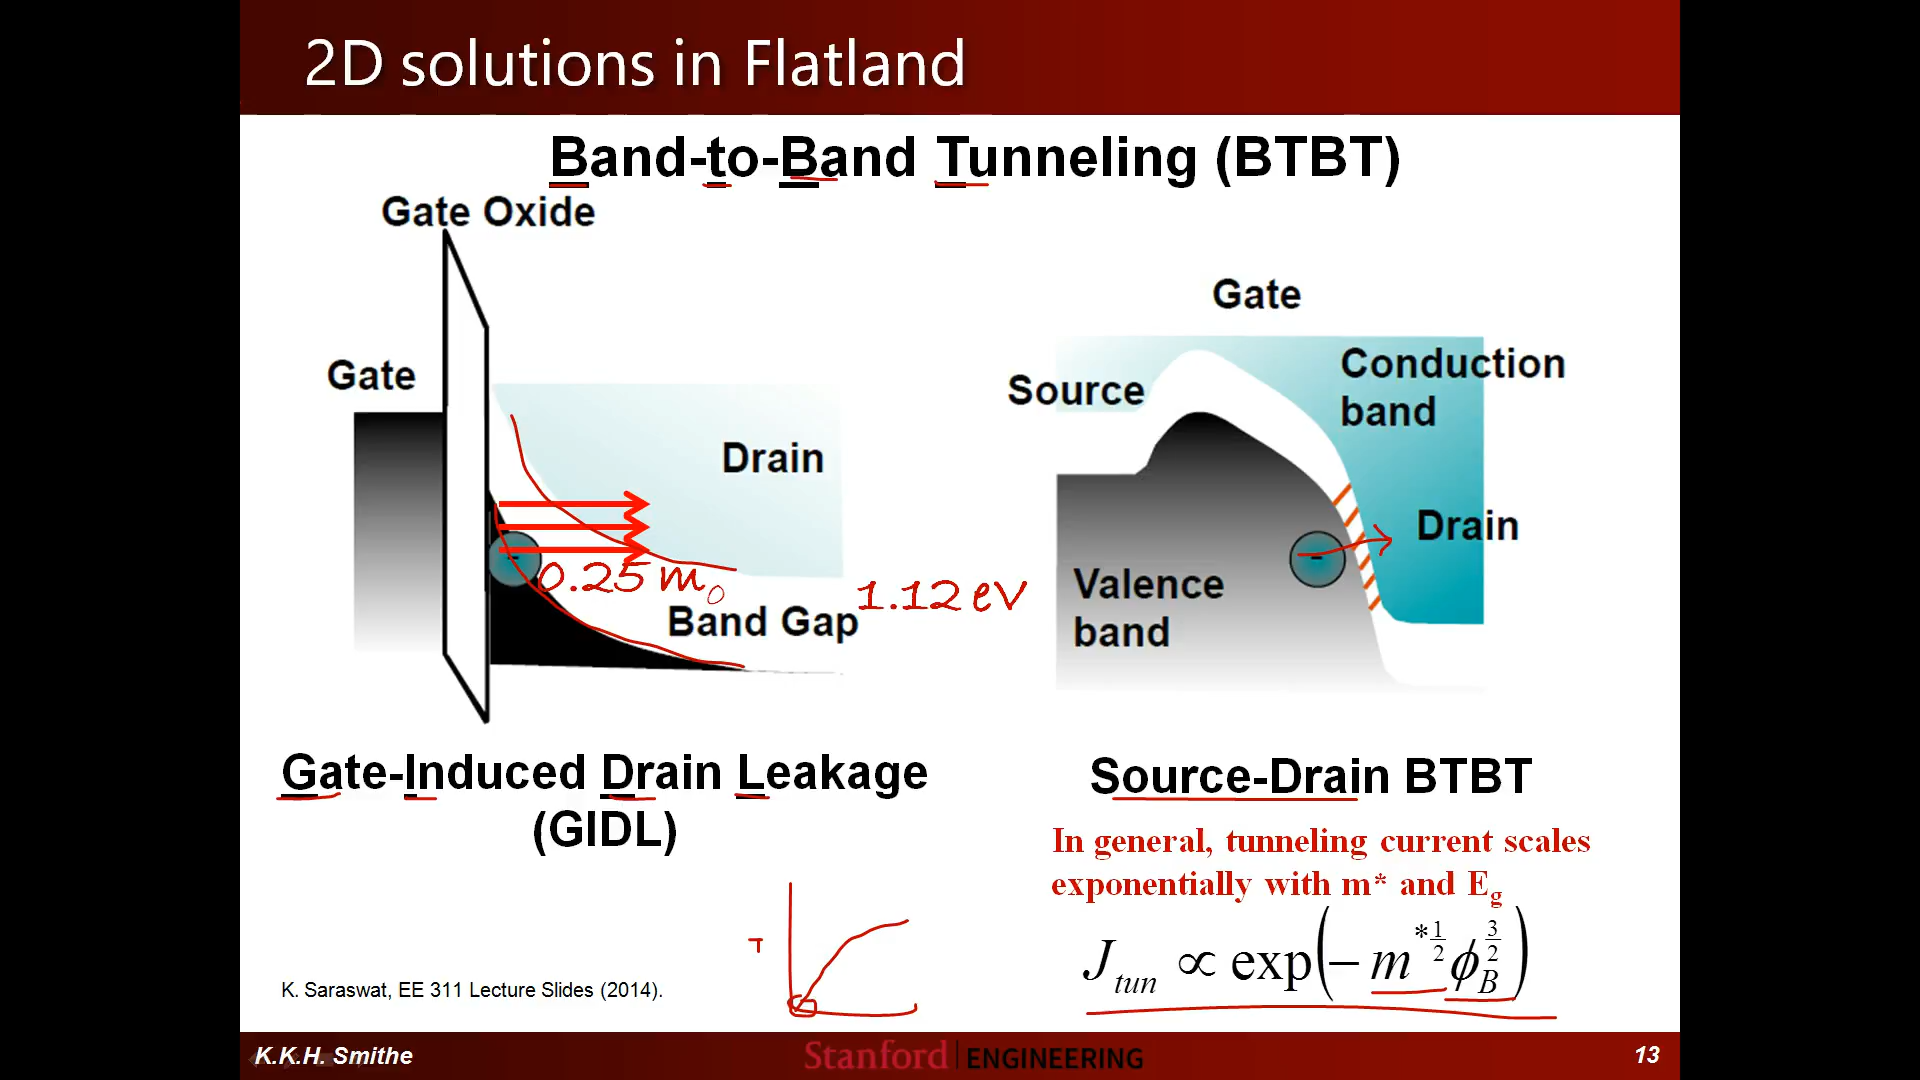 2D solutions in Flatland
Band-to-Band Tunneling (BTBT)
Gate Oxide
Gate
Drain
0.25 m₀
Band Gap
1.12 eV
Gate
Source
Conduction
band
Drain
Valence
band
Gate-Induced Drain Leakage
(GIDL)
Source-Drain BTBT
In general, tunneling current scales
exponentially with m* and E_g
J_tun ∝ exp(− m*^{1/2} ϕ_B^{3/2})
K. Saraswat, EE 311 Lecture Slides (2014).
K.K.H. Smithe
Stanford | ENGINEERING
13